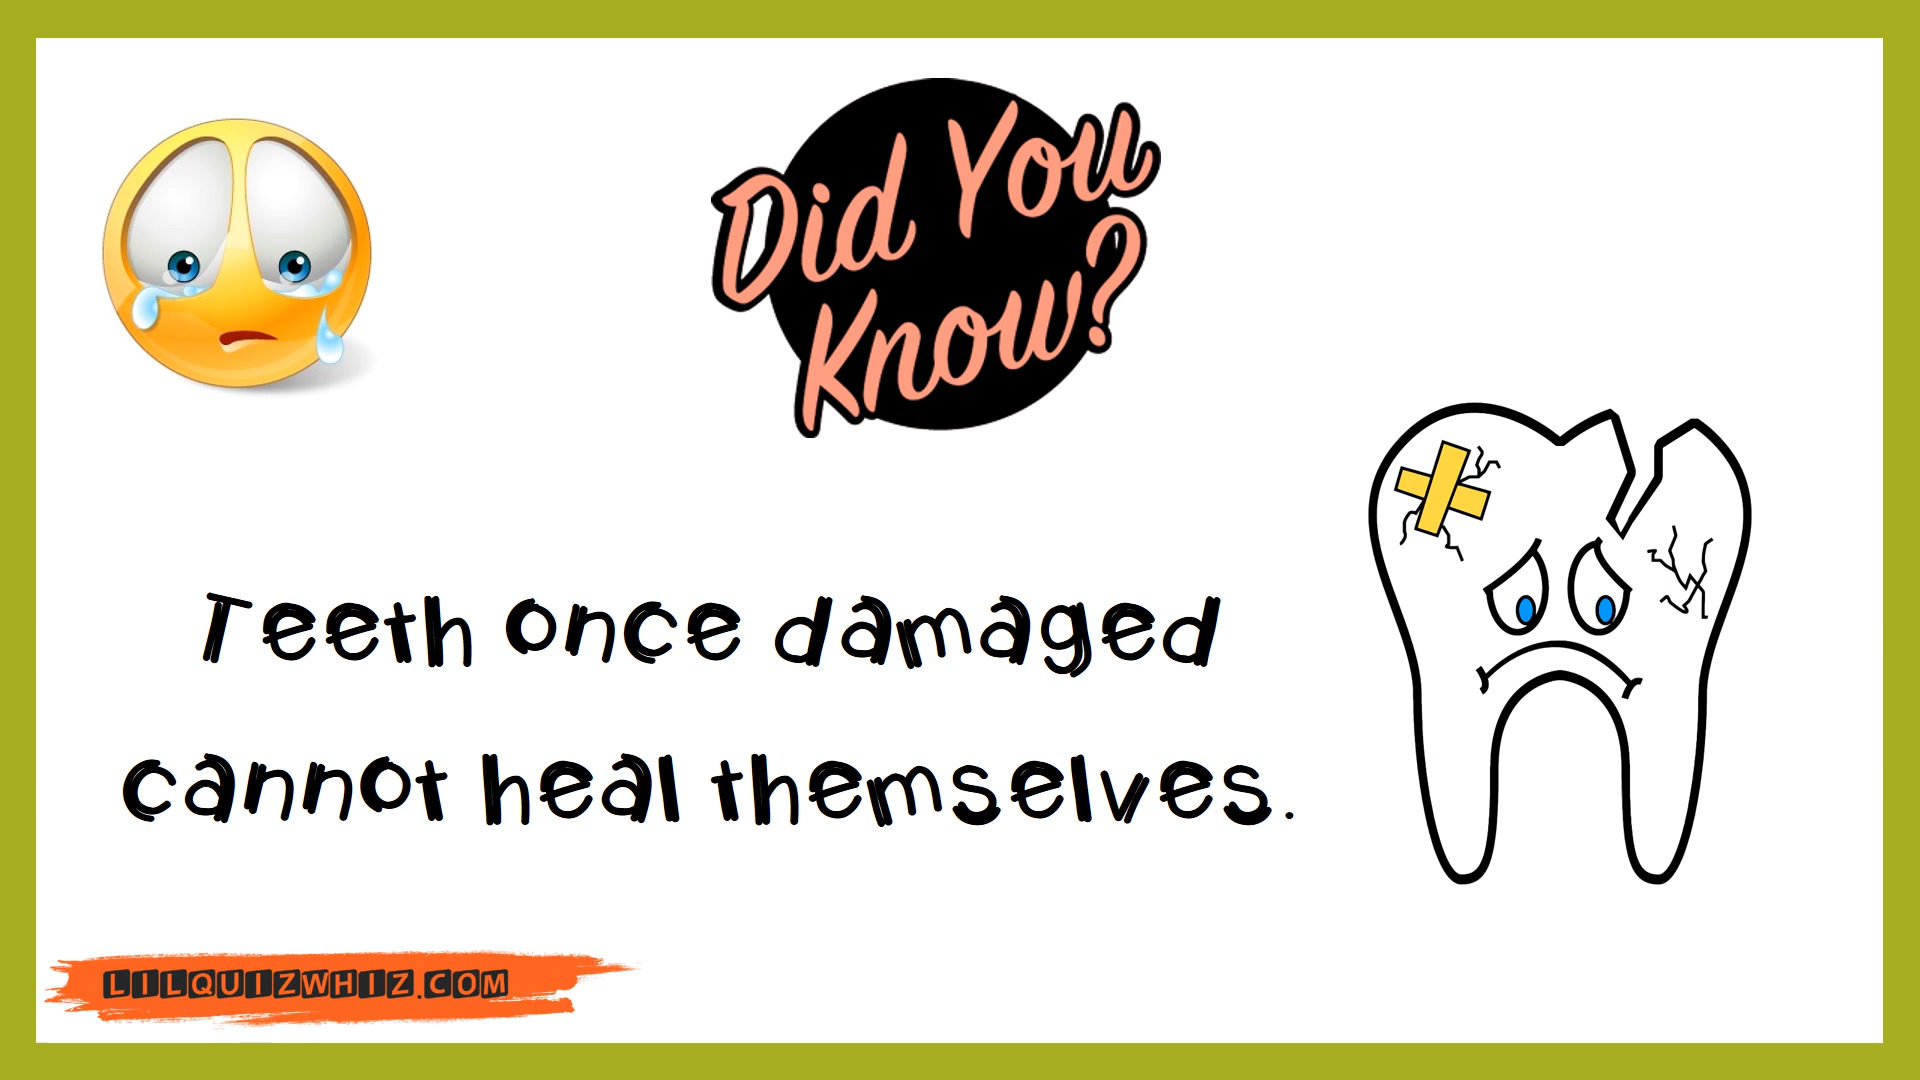 Did You
Know?
Teeth once damaged
cannot heal themselves.
LILQUIZWHIZ.COM